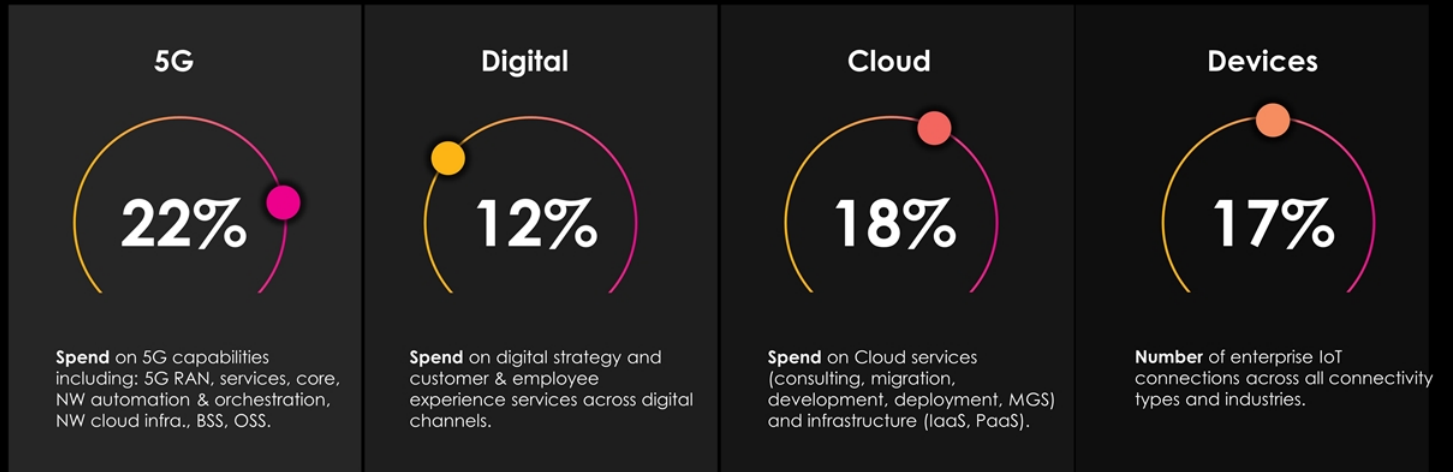 5G
22%
Spend on 5G capabilities
including: 5G RAN, services, core,
NW automation & orchestration,
NW cloud infra., BSS, OSS.
Digital
12%
Spend on digital strategy and
customer & employee
experience services across digital
channels.
Cloud
18%
Spend on Cloud services
(consulting, migration,
development, deployment, MGS)
and infrastructure (IaaS, PaaS).
Devices
17%
Number of enterprise IoT
connections across all connectivity
types and industries.